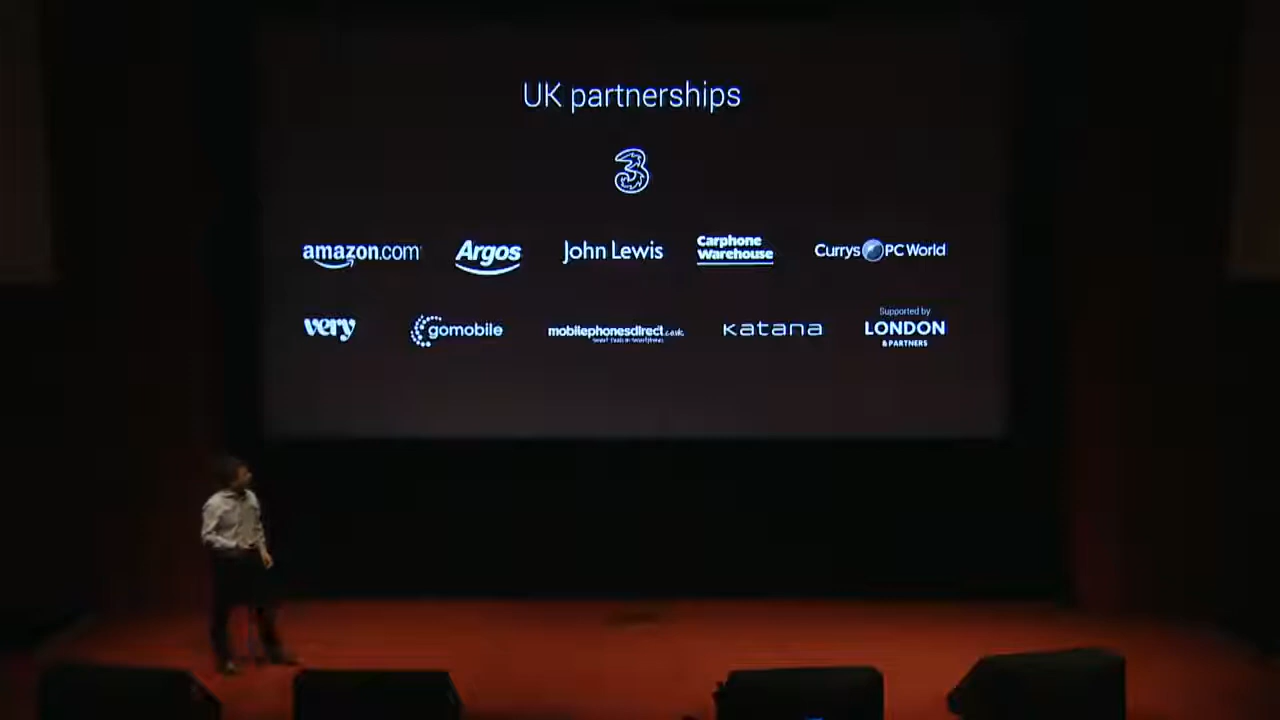 UK partnerships
3
amazon.com
Argos
John Lewis
Carphone
Warehouse
Currys PC World
very
gomobile
mobilephonesdirect.co.uk
katana
Supported by
LONDON
& PARTNERS